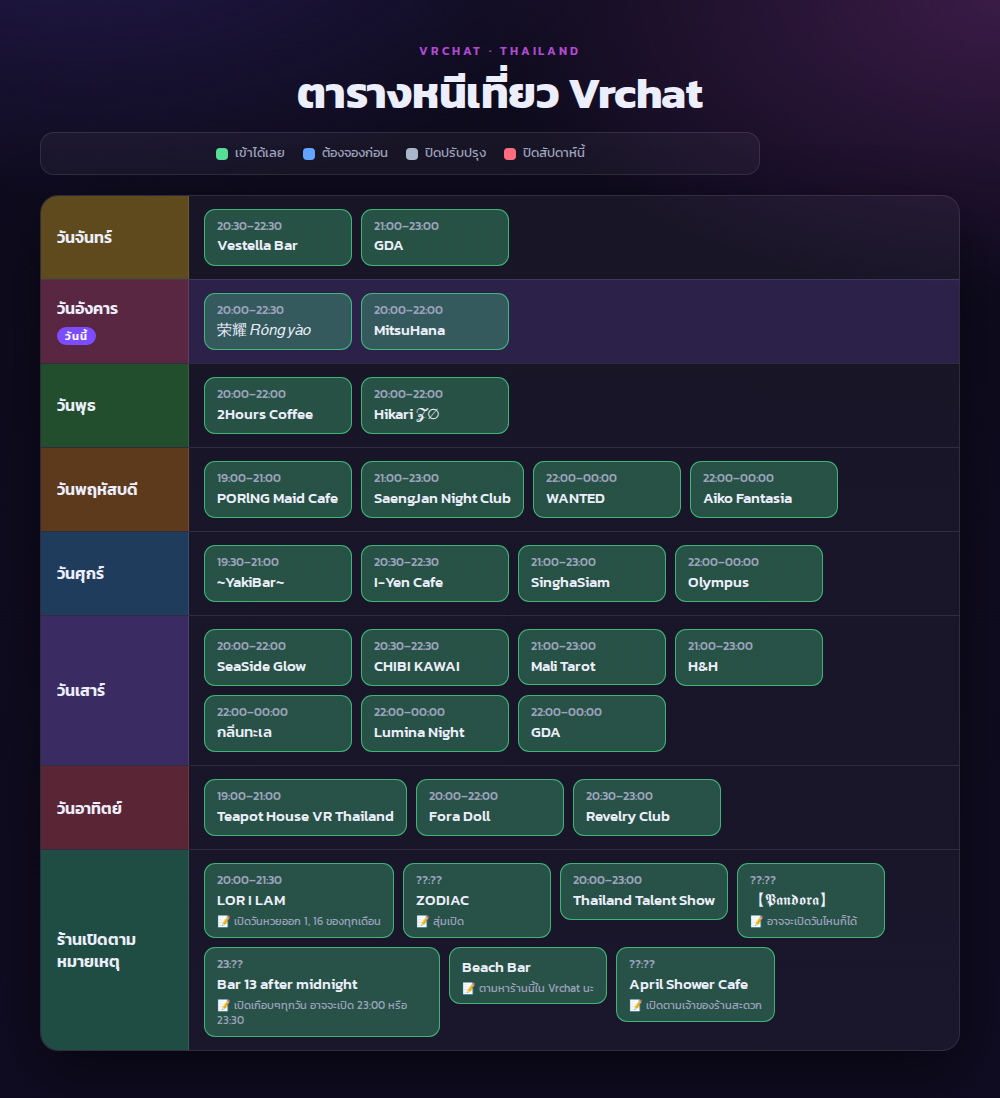 VRCHAT · THAILAND
ตารางหนีเที่ยว Vrchat
เข้าได้เลย
ต้องจองก่อน
ปิดปรับปรุง
ปิดสัปดาห์นี้
วันจันทร์
20:30–22:30
Vestella Bar
21:00–23:00
GDA
วันอังคาร
วันนี้
20:00–22:30
荣耀 Róng yào
20:00–22:00
MitsuHana
วันพุธ
20:00–22:00
2Hours Coffee
20:00–22:00
Hikari 𝒵∅
วันพฤหัสบดี
19:00–21:00
PORlNG Maid Cafe
21:00–23:00
SaengJan Night Club
22:00–00:00
WANTED
22:00–00:00
Aiko Fantasia
วันศุกร์
19:30–21:00
~YakiBar~
20:30–22:30
I-Yen Cafe
21:00–23:00
SinghaSiam
22:00–00:00
Olympus
วันเสาร์
20:00–22:00
SeaSide Glow
20:30–22:30
CHIBI KAWAI
21:00–23:00
Mali Tarot
21:00–23:00
H&H
22:00–00:00
กลิ่นทะเล
22:00–00:00
Lumina Night
22:00–00:00
GDA
วันอาทิตย์
19:00–21:00
Teapot House VR Thailand
20:00–22:00
Fora Doll
20:30–23:00
Revelry Club
ร้านเปิดตาม
หมายเหตุ
20:00–21:30
LOR I LAM
📝 เปิดวันหวยออก 1, 16 ของทุกเดือน
??:??
ZODIAC
📝 สุ่มเปิด
20:00–23:00
Thailand Talent Show
??:??
【𝕻𝖆𝖓𝖉𝖔𝖗𝖆】
📝 อาจจะเปิดวันไหนก็ได้
23:??
Bar 13 after midnight
📝 เปิดเกือบๆทุกวัน อาจจะเปิด 23:00 หรือ
23:30
Beach Bar
📝 ตามหาร้านนี้ใน Vrchat นะ
??:??
April Shower Cafe
📝 เปิดตามเจ้าของร้านสะดวก